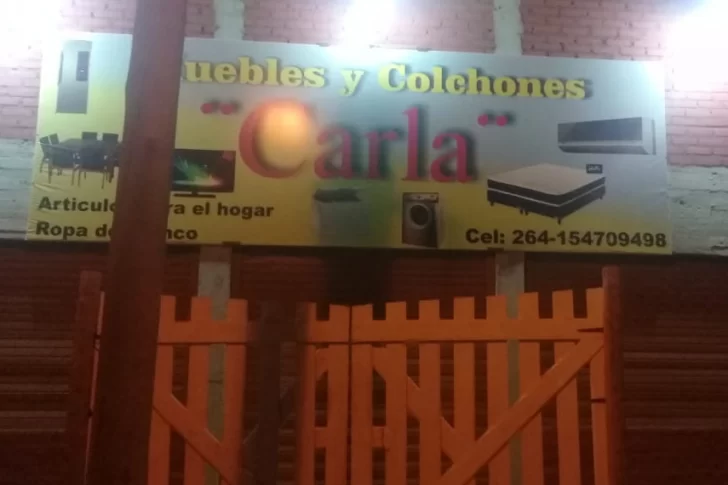 uebles y Colchones
"Carla"
Articulo ra el hogar
Ropa de nco
Cel: 264-154709498